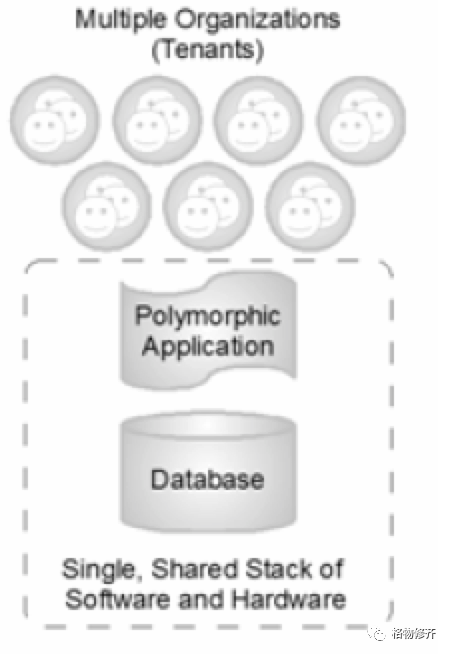 Multiple Organizations
(Tenants)
Polymorphic
Application
Database
Single, Shared Stack of
Software and Hardware
格物修齐